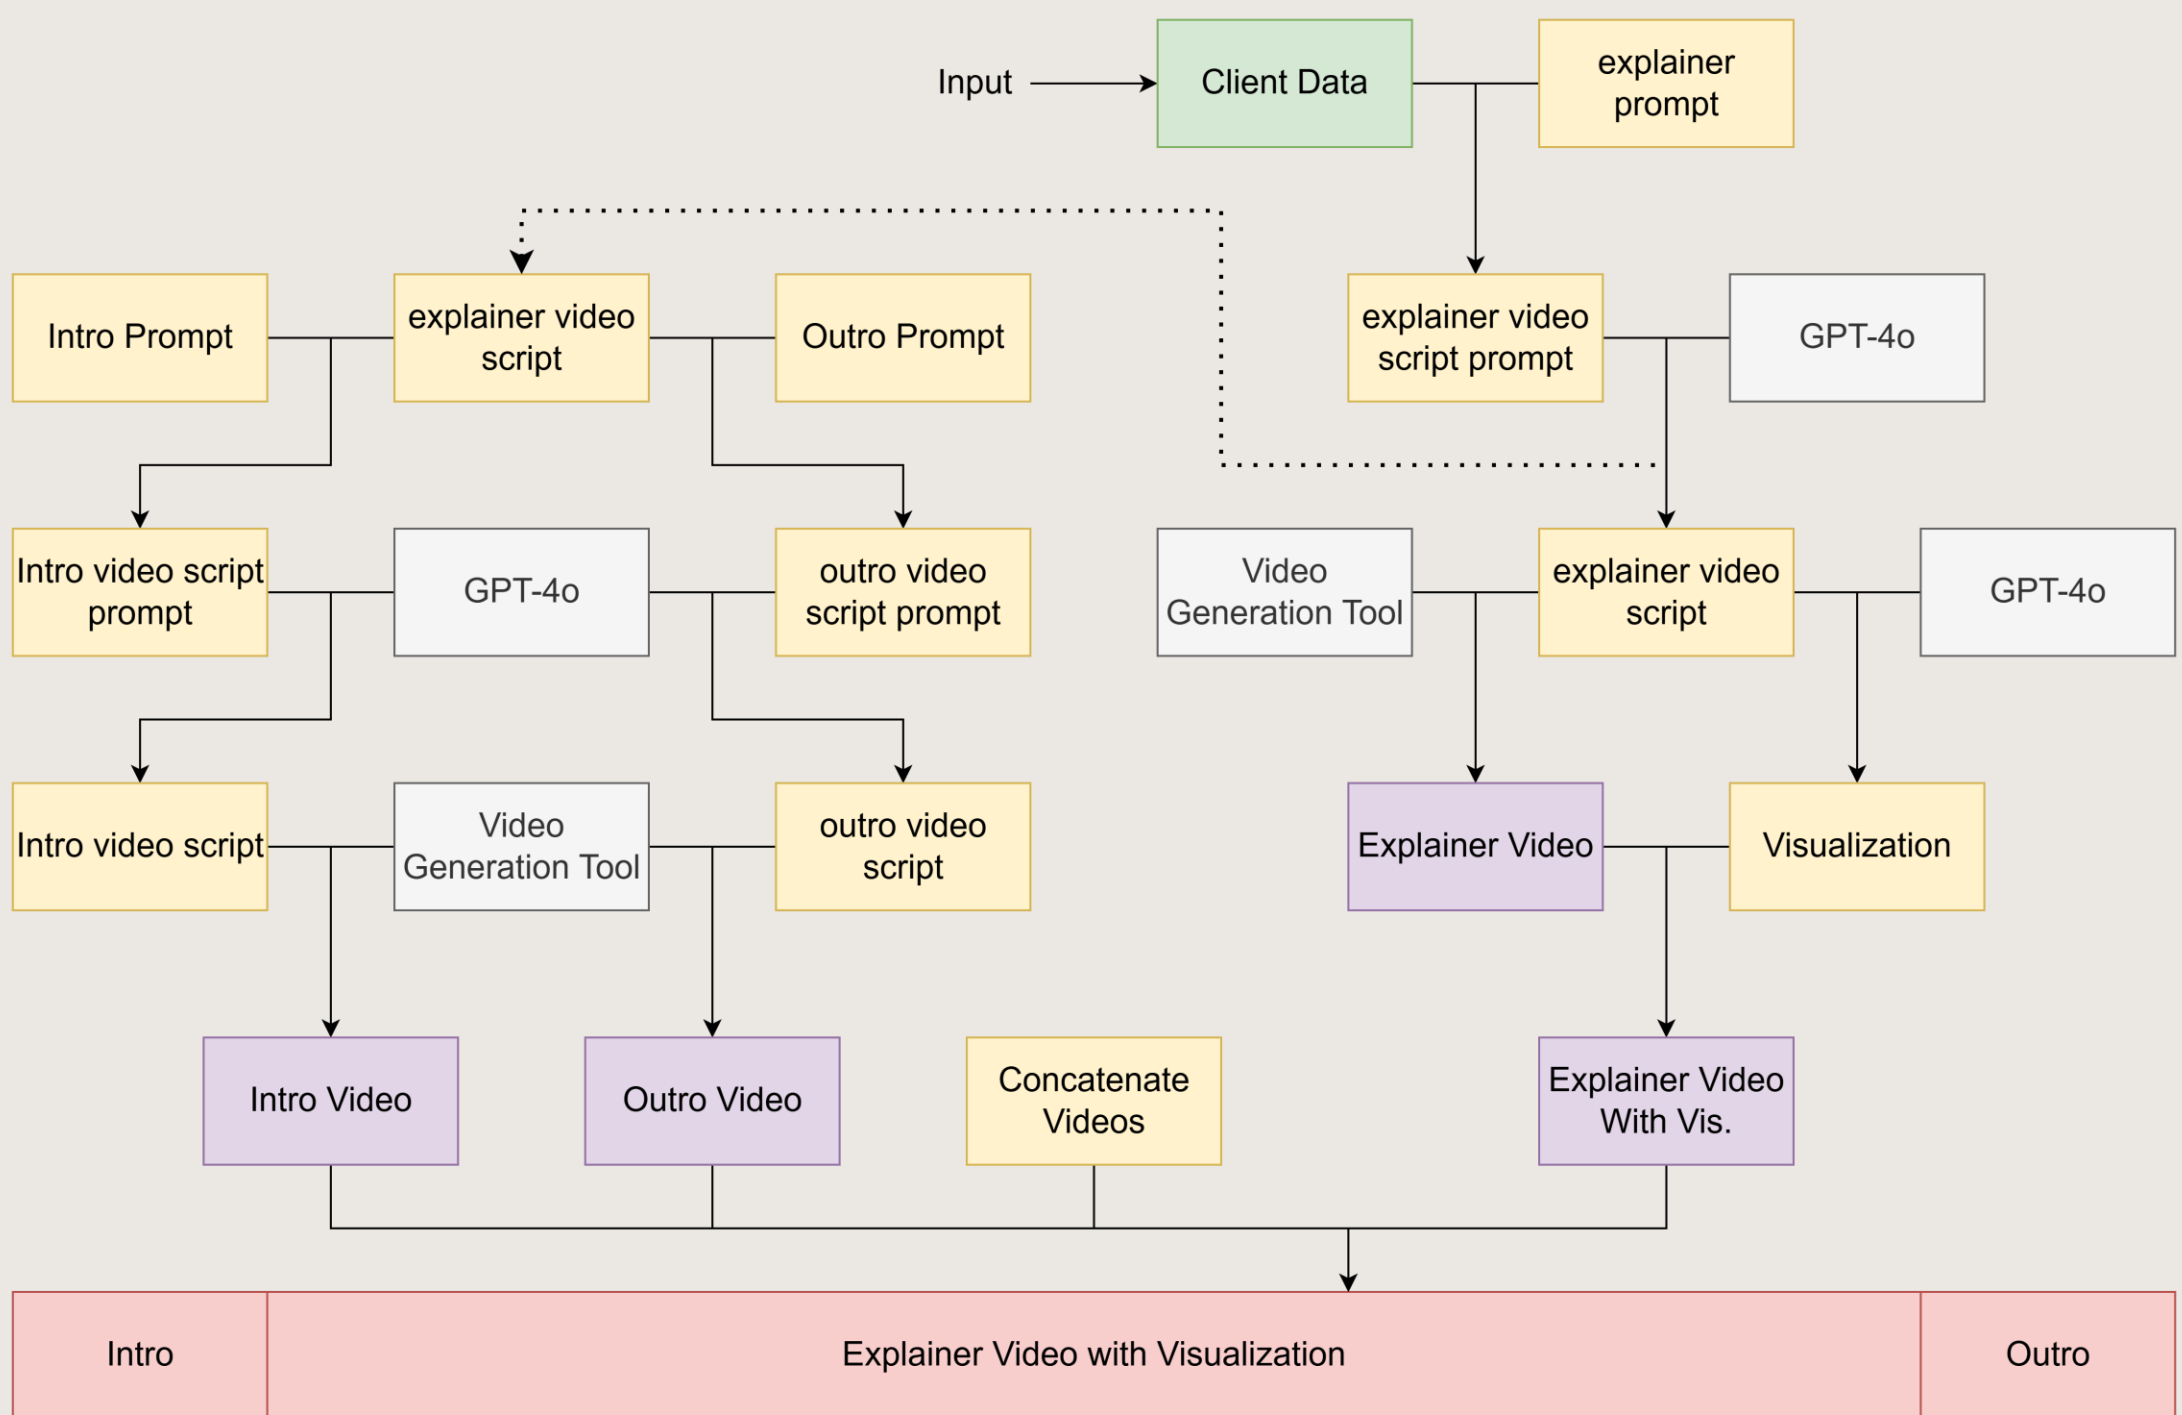 Input
Client Data
explainer
prompt
Intro Prompt
explainer video
script
Outro Prompt
explainer video
script prompt
GPT-4o
Intro video script
prompt
GPT-4o
outro video
script prompt
Video
Generation Tool
explainer video
script
GPT-4o
Intro video script
Video
Generation Tool
outro video
script
Explainer Video
Visualization
Intro Video
Outro Video
Concatenate
Videos
Explainer Video
With Vis.
Intro
Explainer Video with Visualization
Outro